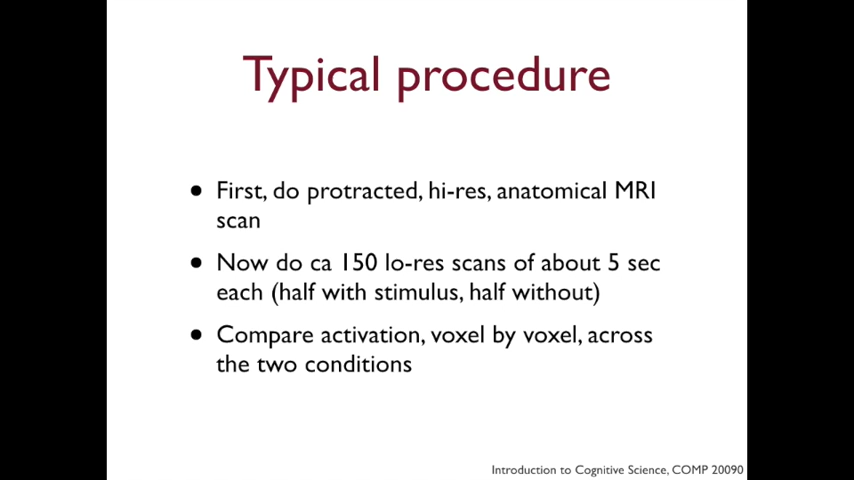 Typical procedure
• First, do protracted, hi-res, anatomical MRI
scan
• Now do ca 150 lo-res scans of about 5 sec
each (half with stimulus, half without)
• Compare activation, voxel by voxel, across
the two conditions
Introduction to Cognitive Science, COMP 20090